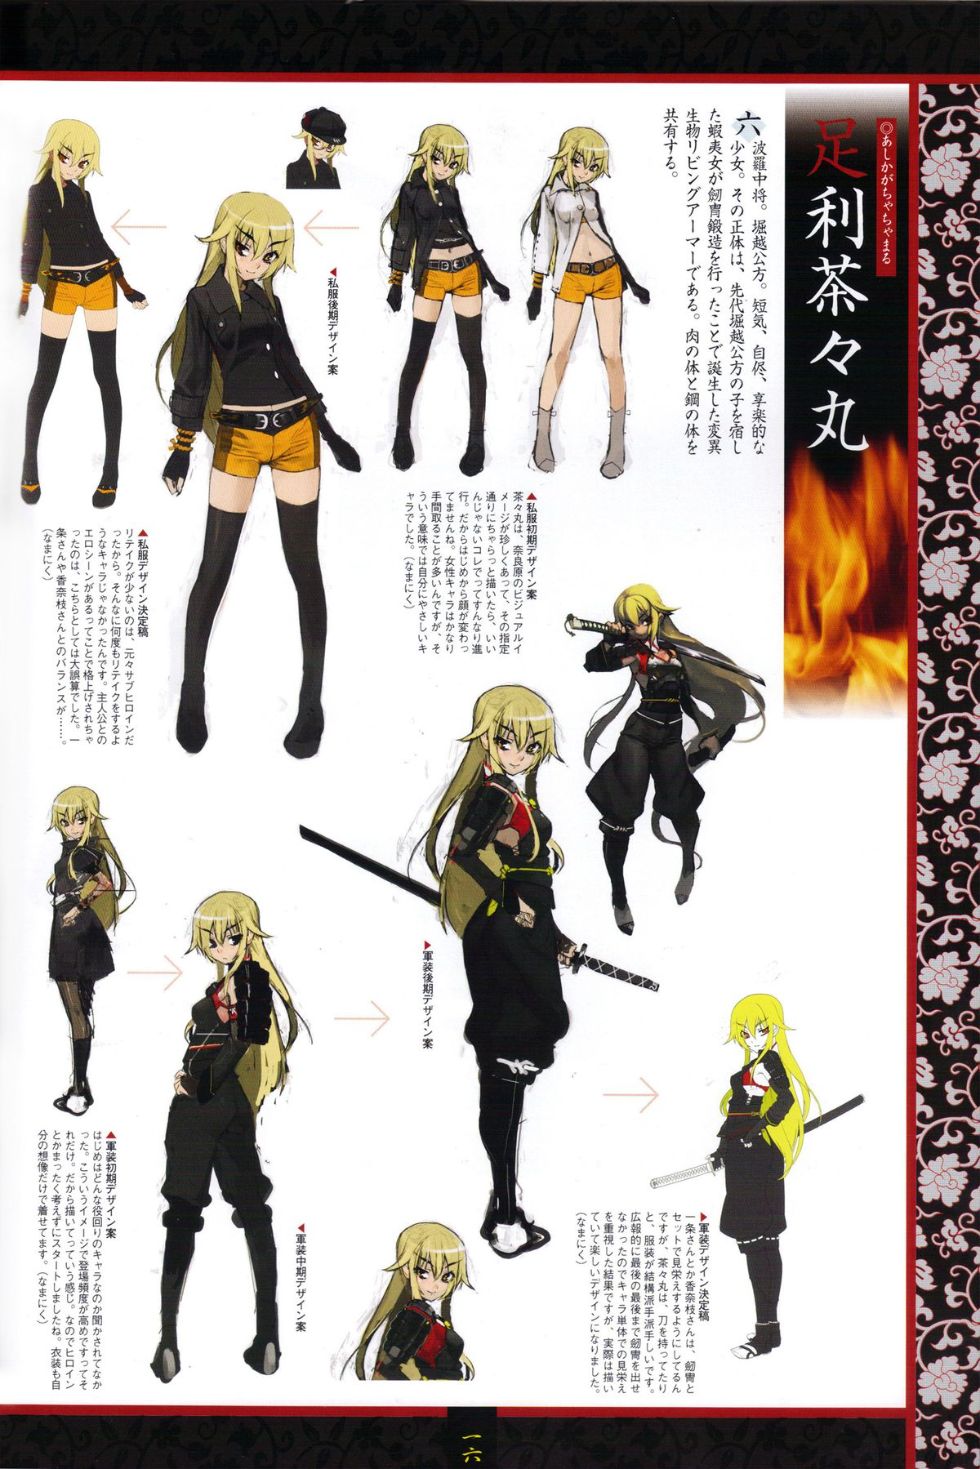 足利茶々丸
◎あしかがちゃちゃまる
六波羅中将。堀越公方。短気、自侭、享楽的な
少女。その正体は、先代堀越公方の子を宿し
た蝦夷女が劔冑鍛造を行ったことで誕生した変異
生物リビングアーマーである。肉の体と鋼の体を
共有する。
▲私服初期デザイン案
茶々丸は、奈良原のビジュアルイ
メージが珍しくあって、その指定
通りにちゃらっと描いたら、いい
んじゃないコレでってすんなり進
行。だからはじめから顔が変わっ
てませんね。女性キャラはかなり
手間取ることが多いんですが、そ
ういう意味では自分にやさしいキ
ャラでした。(なまにく)
◀私服後期デザイン案
▲私服デザイン決定稿
リテイクが少ないのは、元々サブヒロインだ
ったから。そんなに何度もリテイクをするよ
うなキャラじゃなかったんです。主人公との
エロシーンがあるってことで格上げされちゃ
ったのは、こちらとしては大誤算でした。一
条さんや香奈枝さんとのバランスが……。
(なまにく)
▲軍装初期デザイン案
はじめはどんな役回りのキャラなのか聞かされてなか
った。こういうイメージで登場頻度が高めですってそ
れだけ。だから描いてっていう感じ。なのでヒロイン
とかまったく考えずにスタートしましたね。衣装も自
分の想像だけで着せてます。(なまにく)
◀軍装中期デザイン案
▶軍装後期デザイン案
▶軍装デザイン決定稿
一条さんとか香奈枝さんは、劔冑と
セットで見栄えするようにしてるん
ですが、茶々丸は、刀を持ってたり
と、服装が結構派手派手しいです。
広報的に最後の最後まで劔冑を出せ
なかったのでキャラ単体での見栄え
を重視した結果ですが、実際は描い
ていて楽しいデザインになりました。
(なまにく)
一六